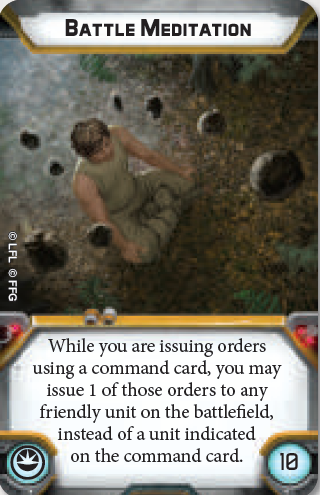 BATTLE MEDITATION
© LFL © FFG
While you are issuing orders
using a command card, you may
issue 1 of those orders to any
friendly unit on the battlefield,
instead of a unit indicated
on the command card.
10